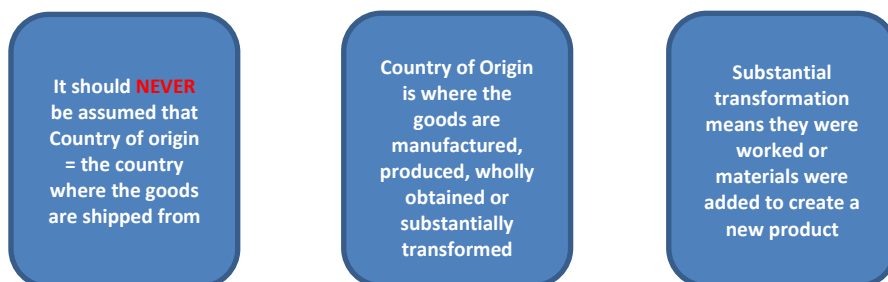 It should NEVER
be assumed that
Country of origin
= the country
where the goods
are shipped from
Country of Origin
is where the
goods are
manufactured,
produced, wholly
obtained or
substantially
transformed
Substantial
transformation
means they were
worked or
materials were
added to create a
new product